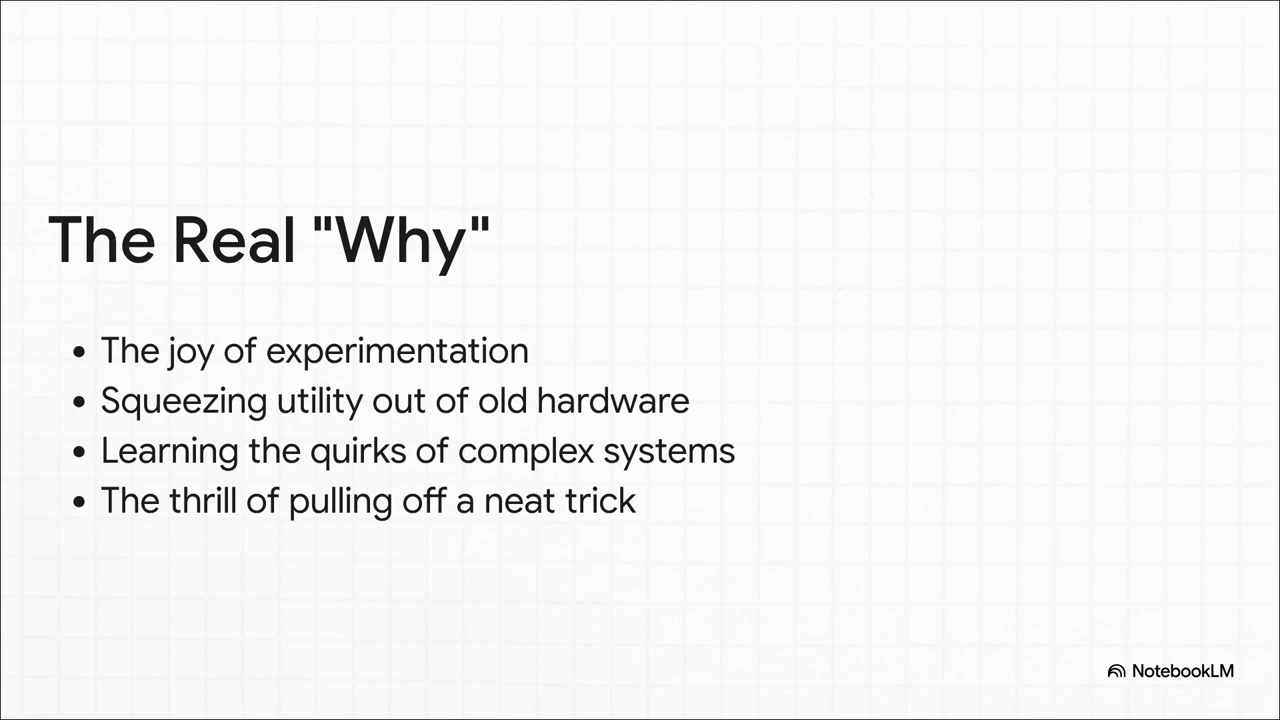 The Real "Why"
• The joy of experimentation
• Squeezing utility out of old hardware
• Learning the quirks of complex systems
• The thrill of pulling off a neat trick
NotebookLM